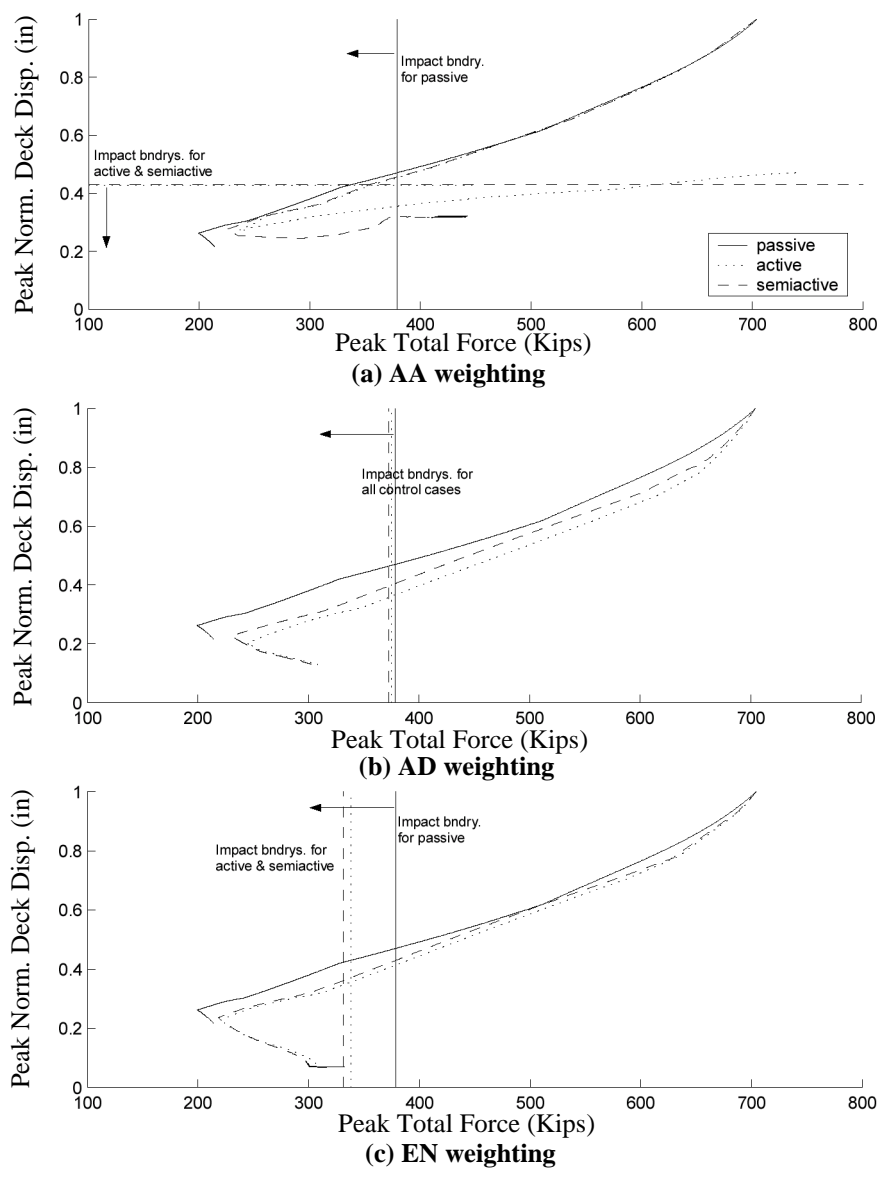 Peak Norm. Deck Disp. (in)
1
0.8
0.6
0.4
0.2
0
Impact bndry.
for passive
Impact bndrys. for
active & semiactive
passive
active
semiactive
100 200 300 400 500 600 700 800
Peak Total Force (Kips)
(a) AA weighting
Peak Norm. Deck Disp. (in)
1
0.8
0.6
0.4
0.2
0
Impact bndrys. for
all control cases
100 200 300 400 500 600 700 800
Peak Total Force (Kips)
(b) AD weighting
Peak Norm. Deck Disp. (in)
1
0.8
0.6
0.4
0.2
0
Impact bndry.
for passive
Impact bndrys. for
active & semiactive
100 200 300 400 500 600 700 800
Peak Total Force (Kips)
(c) EN weighting